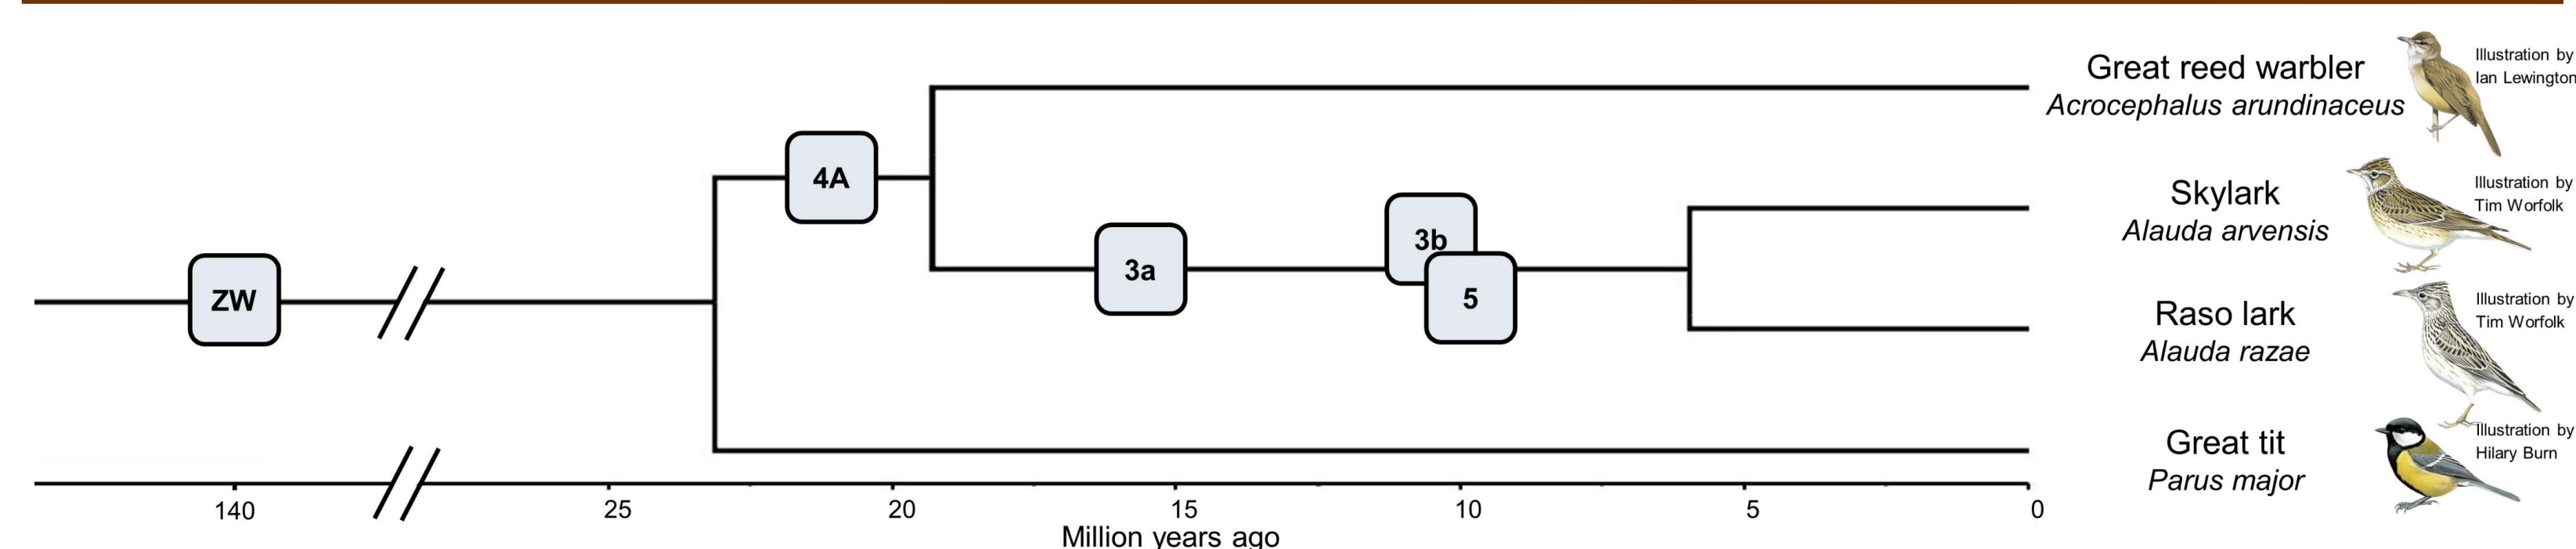 Great reed warbler
Acrocephalus arundinaceus
Illustration by
Ian Lewington
4A
Skylark
Alauda arvensis
Illustration by
Tim Worfolk
3b
3a
5
ZW
Raso lark
Alauda razae
Illustration by
Tim Worfolk
Great tit
Parus major
Illustration by
Hilary Burn
140
25
20
15
10
5
0
Million years ago